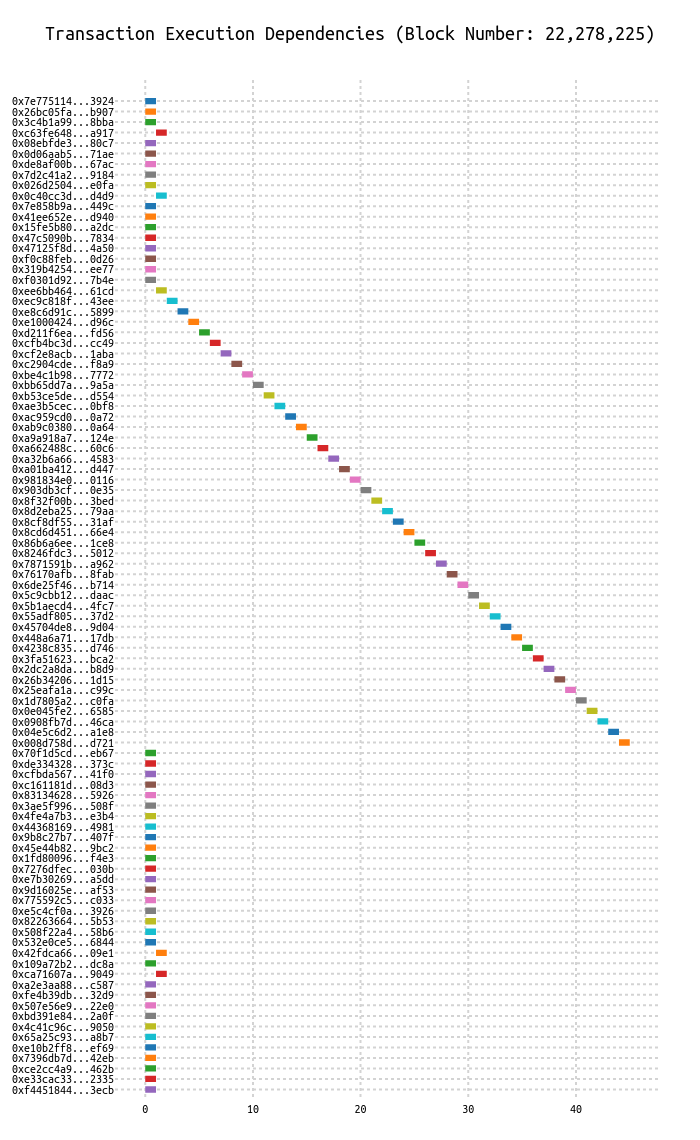 Transaction Execution Dependencies (Block Number: 22,278,225)
0x7e775114...3924
0x26bc05fa...b907
0x3c4b1a99...8bba
0xc63fe648...a917
0x08ebfde3...80c7
0x0d06aab5...71ae
0xde8af00b...67ac
0x7d2c41a2...9184
0x026d2504...e0fa
0x0c40cc3d...d4d9
0x7e858b9a...449c
0x41ee652e...d940
0x15fe5b80...a2dc
0x47c5090b...7834
0x47125f8d...4a50
0xf0c88feb...0d26
0x319b4254...ee77
0xf0301d92...7b4e
0xee6bb464...61cd
0xec9c818f...43ee
0xe8c6d91c...5899
0xe1000424...d96c
0xd211f6ea...fd56
0xcfb4bc3d...cc49
0xcf2e8acb...1aba
0xc2904cde...f8a9
0xbe4c1b98...7772
0xbb65dd7a...9a5a
0xb53ce5de...d554
0xae3b5cec...0bf8
0xac959cd0...0a72
0xab9c0380...0a64
0xa9a918a7...124e
0xa662488c...60c6
0xa32b6a66...4583
0xa01ba412...d447
0x981834e0...0116
0x903db3cf...0e35
0x8f32f00b...3bed
0x8d2eba25...79aa
0x8cf8df55...31af
0x8cd6d451...66e4
0x86b6a6ee...1ce8
0x8246fdc3...5012
0x7871591b...a962
0x76170afb...8fab
0x6de25f46...b714
0x5c9cbb12...daac
0x5b1aecd4...4fc7
0x55adf805...37d2
0x45704de8...9d04
0x448a6a71...17db
0x4238c835...d746
0x3fa51623...bca2
0x2dc2a8da...b8d9
0x26b34206...1d15
0x25eafa1a...c99c
0x1d7805a2...c0fa
0x0e045fe2...6585
0x0908fb7d...46ca
0x04e5c6d2...a1e8
0x008d758d...d721
0x70f1d5cd...eb67
0xde334328...373c
0xcfbda567...41f0
0xc161181d...08d3
0x83134628...5926
0x3ae5f996...508f
0x4fe4a7b3...e3b4
0x44368169...4981
0x9b8c27b7...407f
0x45e44b82...9bc2
0x1fd80096...f4e3
0x7276dfec...030b
0xe7b30269...a5dd
0x9d16025e...af53
0x775592c5...c033
0xe5c4cf0a...3926
0x82263664...5b53
0x508f22a4...58b6
0x532e0ce5...6844
0x42fdca66...09e1
0x109a72b2...dc8a
0xca71607a...9049
0xa2e3aa88...c587
0xfe4b39db...32d9
0x507e56e9...22e0
0xbd391e84...2a0f
0x4c41c96c...9050
0x65a25c93...a8b7
0xe10b2ff8...ef69
0x7396db7d...42eb
0xce2cc4a9...462b
0xe33cac33...2335
0xf4451844...3ecb
0 10 20 30 40